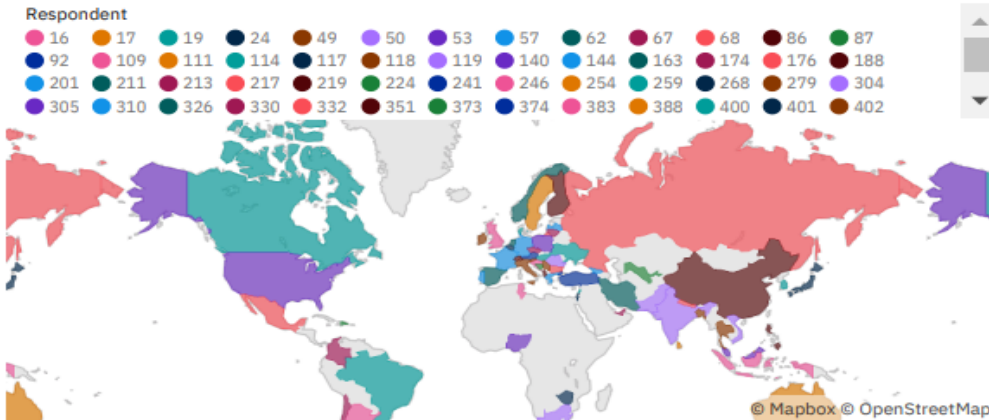 Respondent
16 17 19 24 49 50 53 57 62 67 68 86 87
92 109 111 114 117 118 119 140 144 163 174 176 188
201 211 213 217 219 224 241 246 254 259 268 279 304
305 310 326 330 332 351 373 374 383 388 400 401 402
© Mapbox © OpenStreetMap